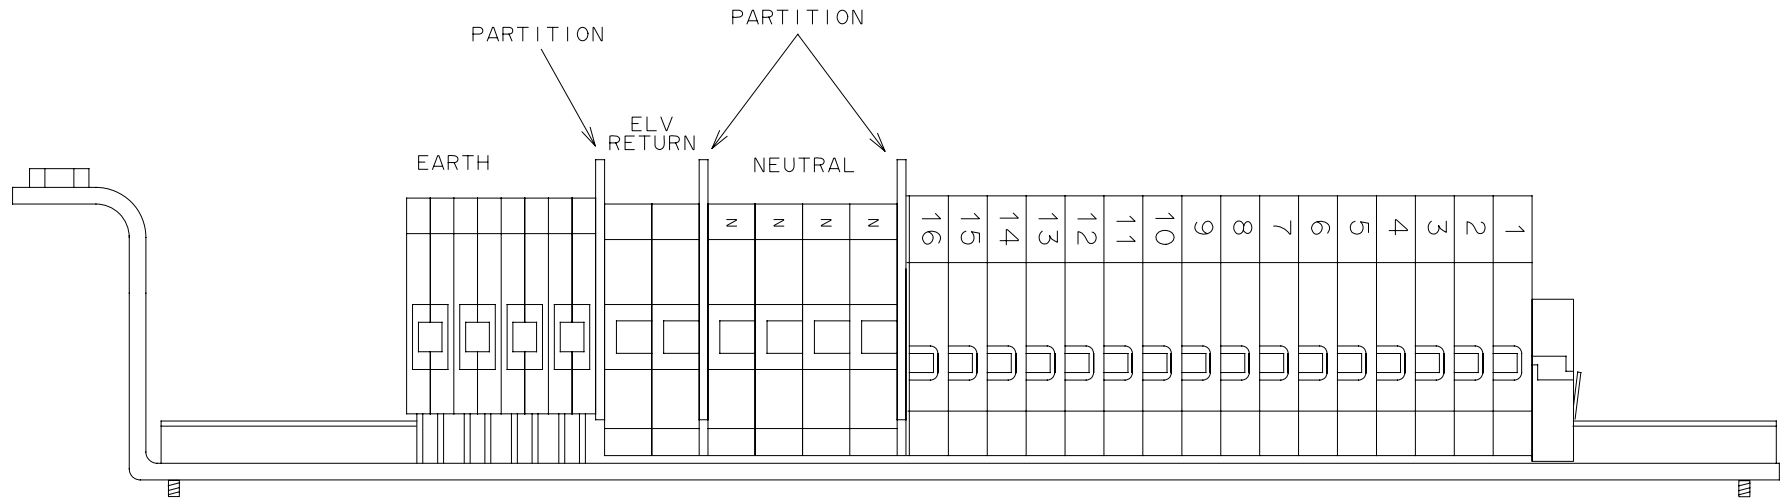 PARTITION
PARTITION
ELV
RETURN
EARTH
NEUTRAL
N N N N
16 15 14 13 12 11 10 9 8 7 6 5 4 3 2 1